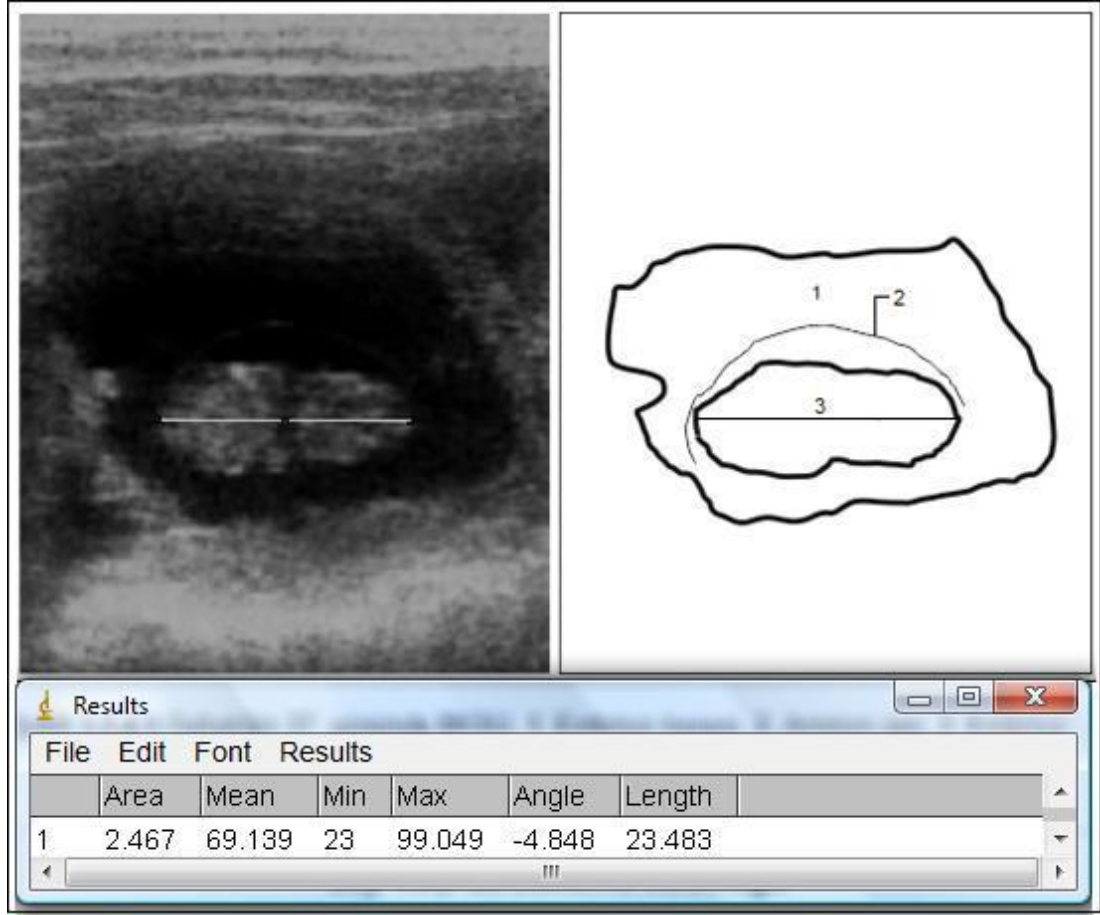 1
2
3
Results
File Edit Font Results
Area Mean Min Max Angle Length
1 2.467 69.139 23 99.049 -4.848 23.483